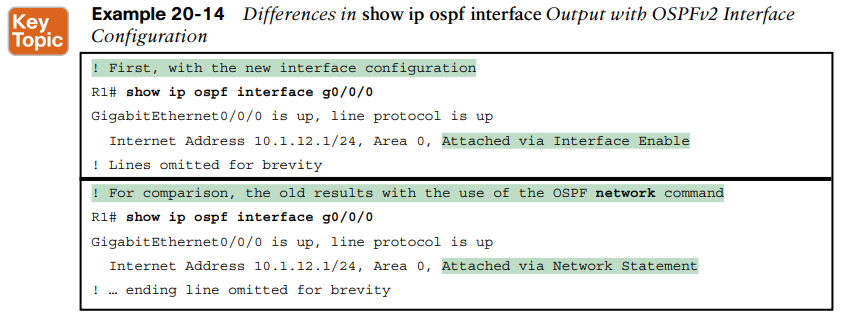 Key
Topic
Example 20-14 Differences in show ip ospf interface Output with OSPFv2 Interface
Configuration
! First, with the new interface configuration
R1# show ip ospf interface g0/0/0
GigabitEthernet0/0/0 is up, line protocol is up
Internet Address 10.1.12.1/24, Area 0, Attached via Interface Enable
! Lines omitted for brevity
! For comparison, the old results with the use of the OSPF network command
R1# show ip ospf interface g0/0/0
GigabitEthernet0/0/0 is up, line protocol is up
Internet Address 10.1.12.1/24, Area 0, Attached via Network Statement
! … ending line omitted for brevity